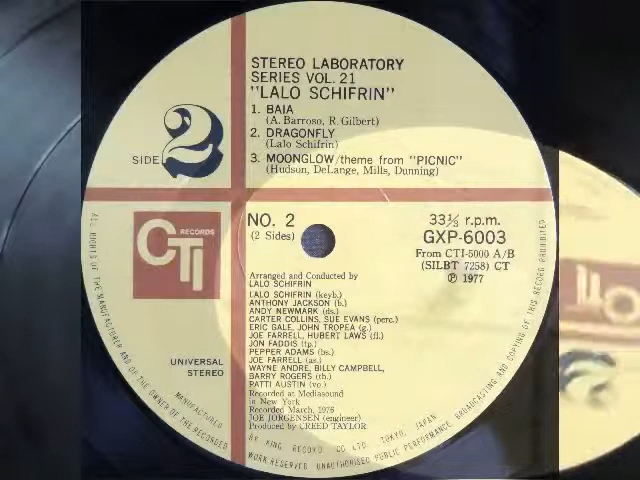 STEREO LABORATORY
SERIES VOL. 21
"LALO SCHIFRIN"
1. BAIA
(A. Barroso, R. Gilbert)
2. DRAGONFLY
(Lalo Schifrin)
3. MOONGLOW/theme from "PICNIC"
(Hudson, DeLange, Mills, Dunning)
SIDE 2
CTI RECORDS
NO. 2
(2 Sides)
33⅓ r.p.m.
GXP-6003
From CTI-5000 A/B
(SILBT 7258) CT
Ⓟ 1977
Arranged and Conducted by
LALO SCHIFRIN
LALO SCHIFRIN (keyb.)
ANTHONY JACKSON (b.)
ANDY NEWMARK (ds.)
CARTER COLLINS, SUE EVANS (perc.)
ERIC GALE, JOHN TROPEA (g.)
JOE FARRELL, HUBERT LAWS (fl.)
JON FADDIS (tp.)
PEPPER ADAMS (bs.)
JOE FARRELL (as.)
WAYNE ANDRE, BILLY CAMPBELL,
BARRY ROGERS (tb.)
PATTI AUSTIN (vo.)
Recorded at Mediasound
in New York
Recorded March, 1976
JOE JORGENSEN (engineer)
Produced by CREED TAYLOR
UNIVERSAL
STEREO
MANUFACTURED BY KING RECORD CO. LTD. TOKYO, JAPAN
ALL RIGHTS OF THE MANUFACTURER AND OF THE OWNER OF THE RECORDED WORK RESERVED UNAUTHORISED PUBLIC PERFORMANCE, BROADCASTING AND COPYING OF THIS RECORD PROHIBITED